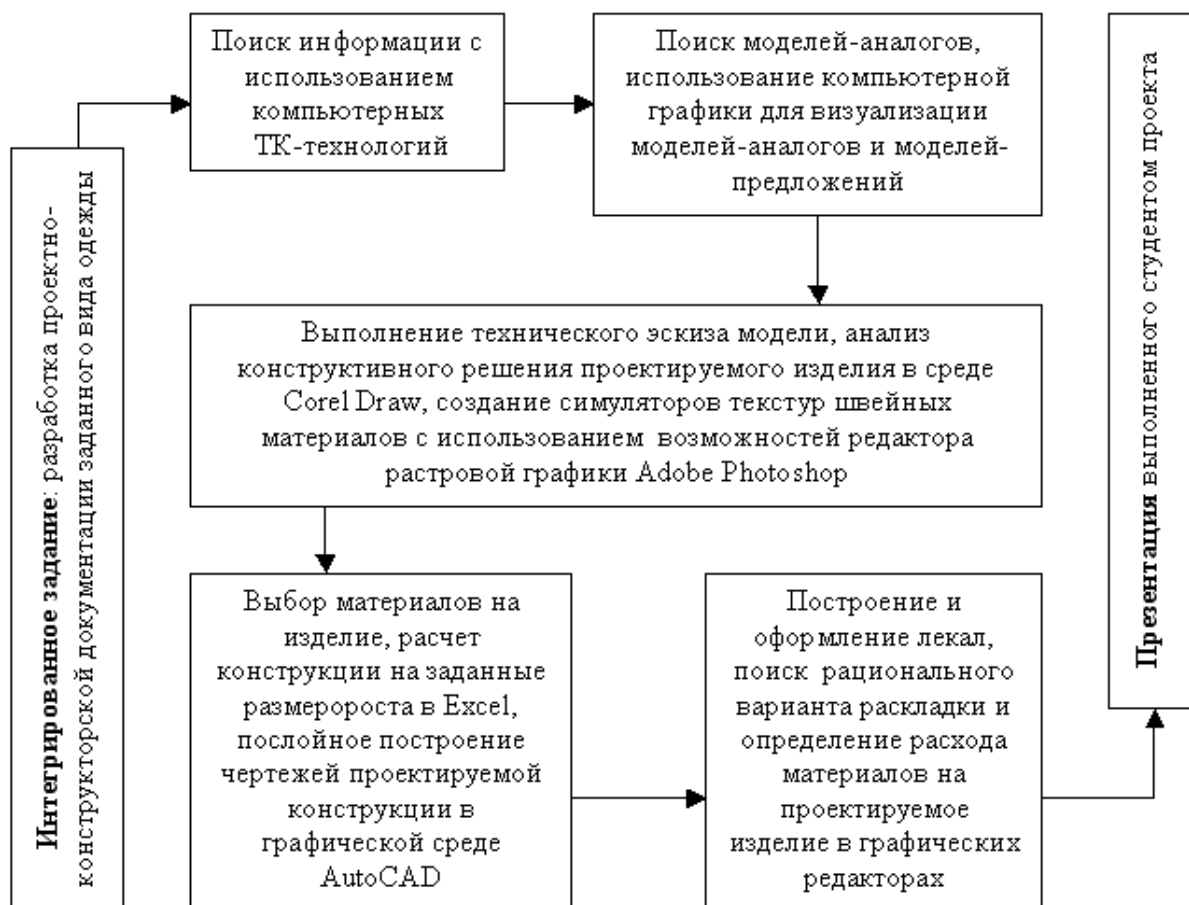 Интегрированное задание: разработка проектно-
конструкторской документации заданного вида одежды
Поиск информации с
использованием
компьютерных
ТК-технологий
Поиск моделей-аналогов,
использование компьютерной
графики для визуализации
моделей-аналогов и моделей-
предложений
Выполнение технического эскиза модели, анализ
конструктивного решения проектируемого изделия в среде
Corel Draw, создание симуляторов текстур швейных
материалов с использованием возможностей редактора
растровой графики Adobe Photoshop
Выбор материалов на
изделие, расчет
конструкции на заданные
размеророста в Excel,
послойное построение
чертежей проектируемой
конструкции в
графической среде
AutoCAD
Построение и
оформление лекал,
поиск рационального
варианта раскладки и
определение расхода
материалов на
проектируемое
изделие в графических
редакторах
Презентация выполненного студентом проекта